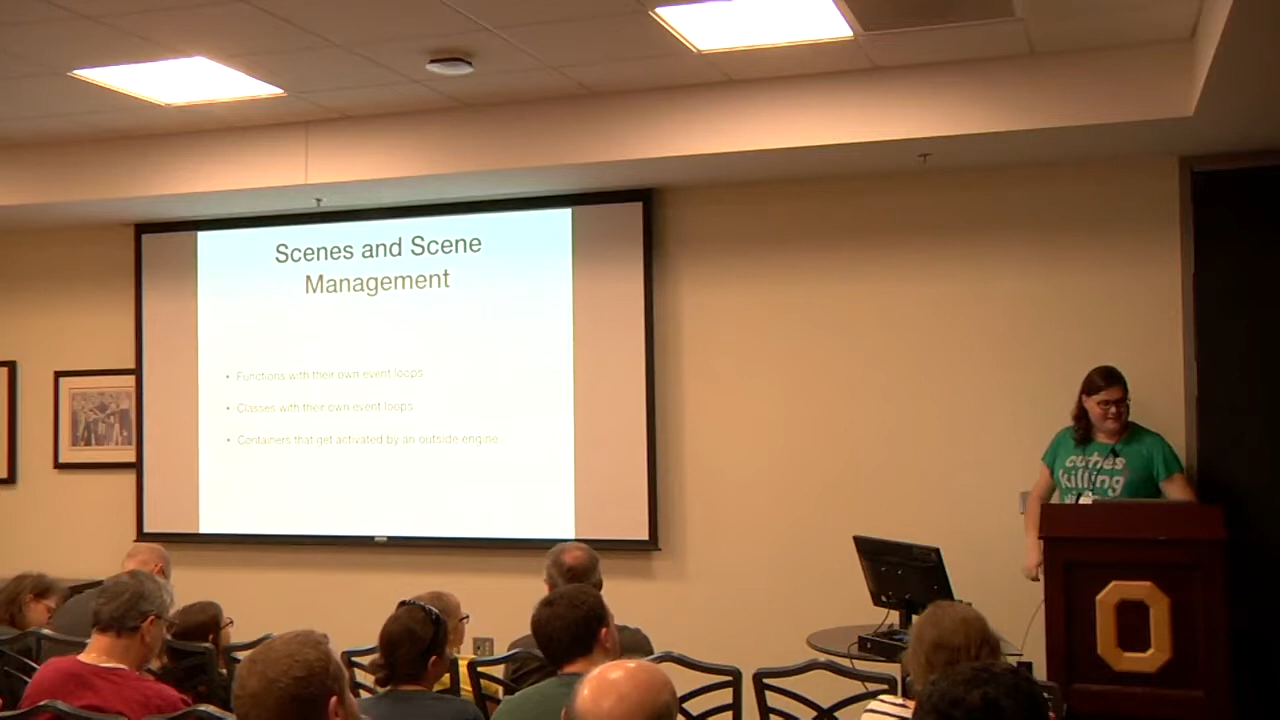 Scenes and Scene
Management
• Functions with their own event loops
• Classes with their own event loops
• Containers that get activated by an outside engine
cuties
killing
O